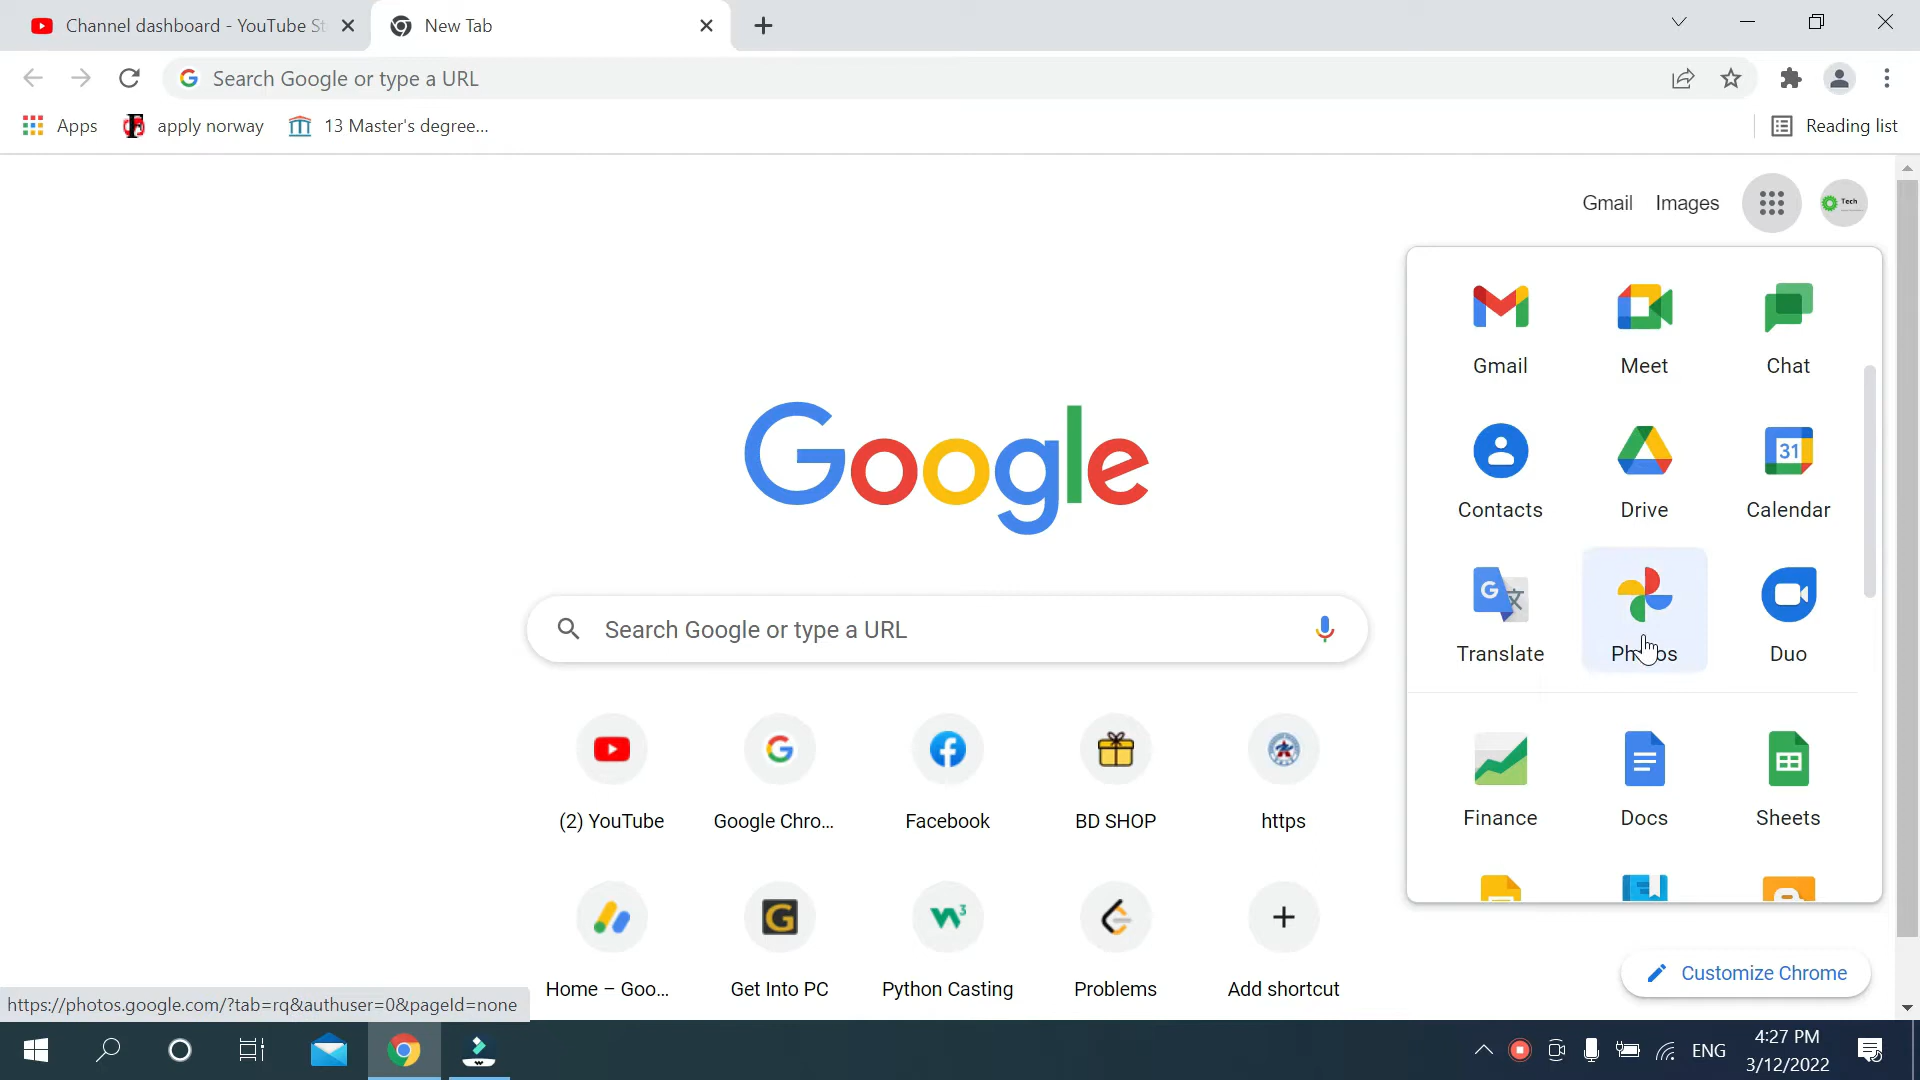 Channel dashboard - YouTube St
New Tab
Search Google or type a URL
Apps
apply norway
13 Master's degree...
Reading list
Gmail
Images
Tech
Gmail
Meet
Chat
31
Contacts
Drive
Calendar
Translate
Photos
Duo
Google
Search Google or type a URL
Finance
Docs
Sheets
(2) YouTube
Google Chro...
Facebook
BD SHOP
https
Home – Goo...
Get Into PC
Python Casting
Problems
Add shortcut
Customize Chrome
https://photos.google.com/?tab=rq&authuser=0&pageId=none
ENG
4:27 PM
3/12/2022